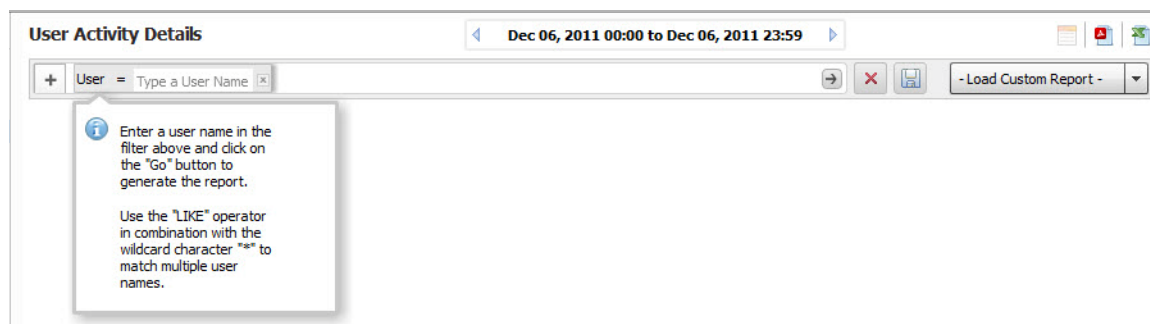 User Activity Details
Dec 06, 2011 00:00 to Dec 06, 2011 23:59
User = Type a User Name
- Load Custom Report -
Enter a user name in the
filter above and click on
the "Go" button to
generate the report.
Use the "LIKE" operator
in combination with the
wildcard character "*" to
match multiple user
names.